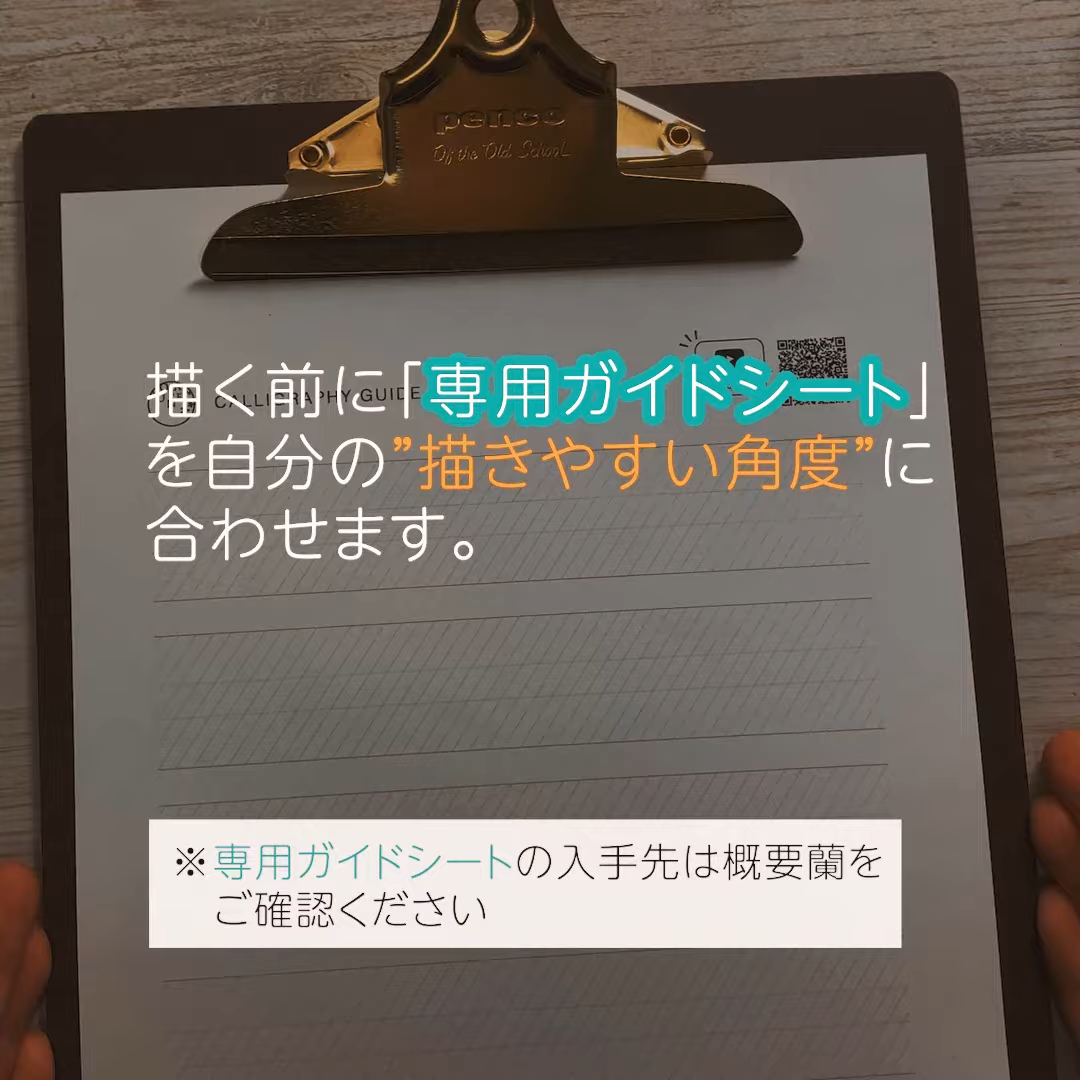 penco
Of the Old School
CALLIGRAPHY GUIDE
描く前に「専用ガイドシート」
を自分の”描きやすい角度”に
合わせます。
※専用ガイドシートの入手先は概要蘭を
ご確認ください